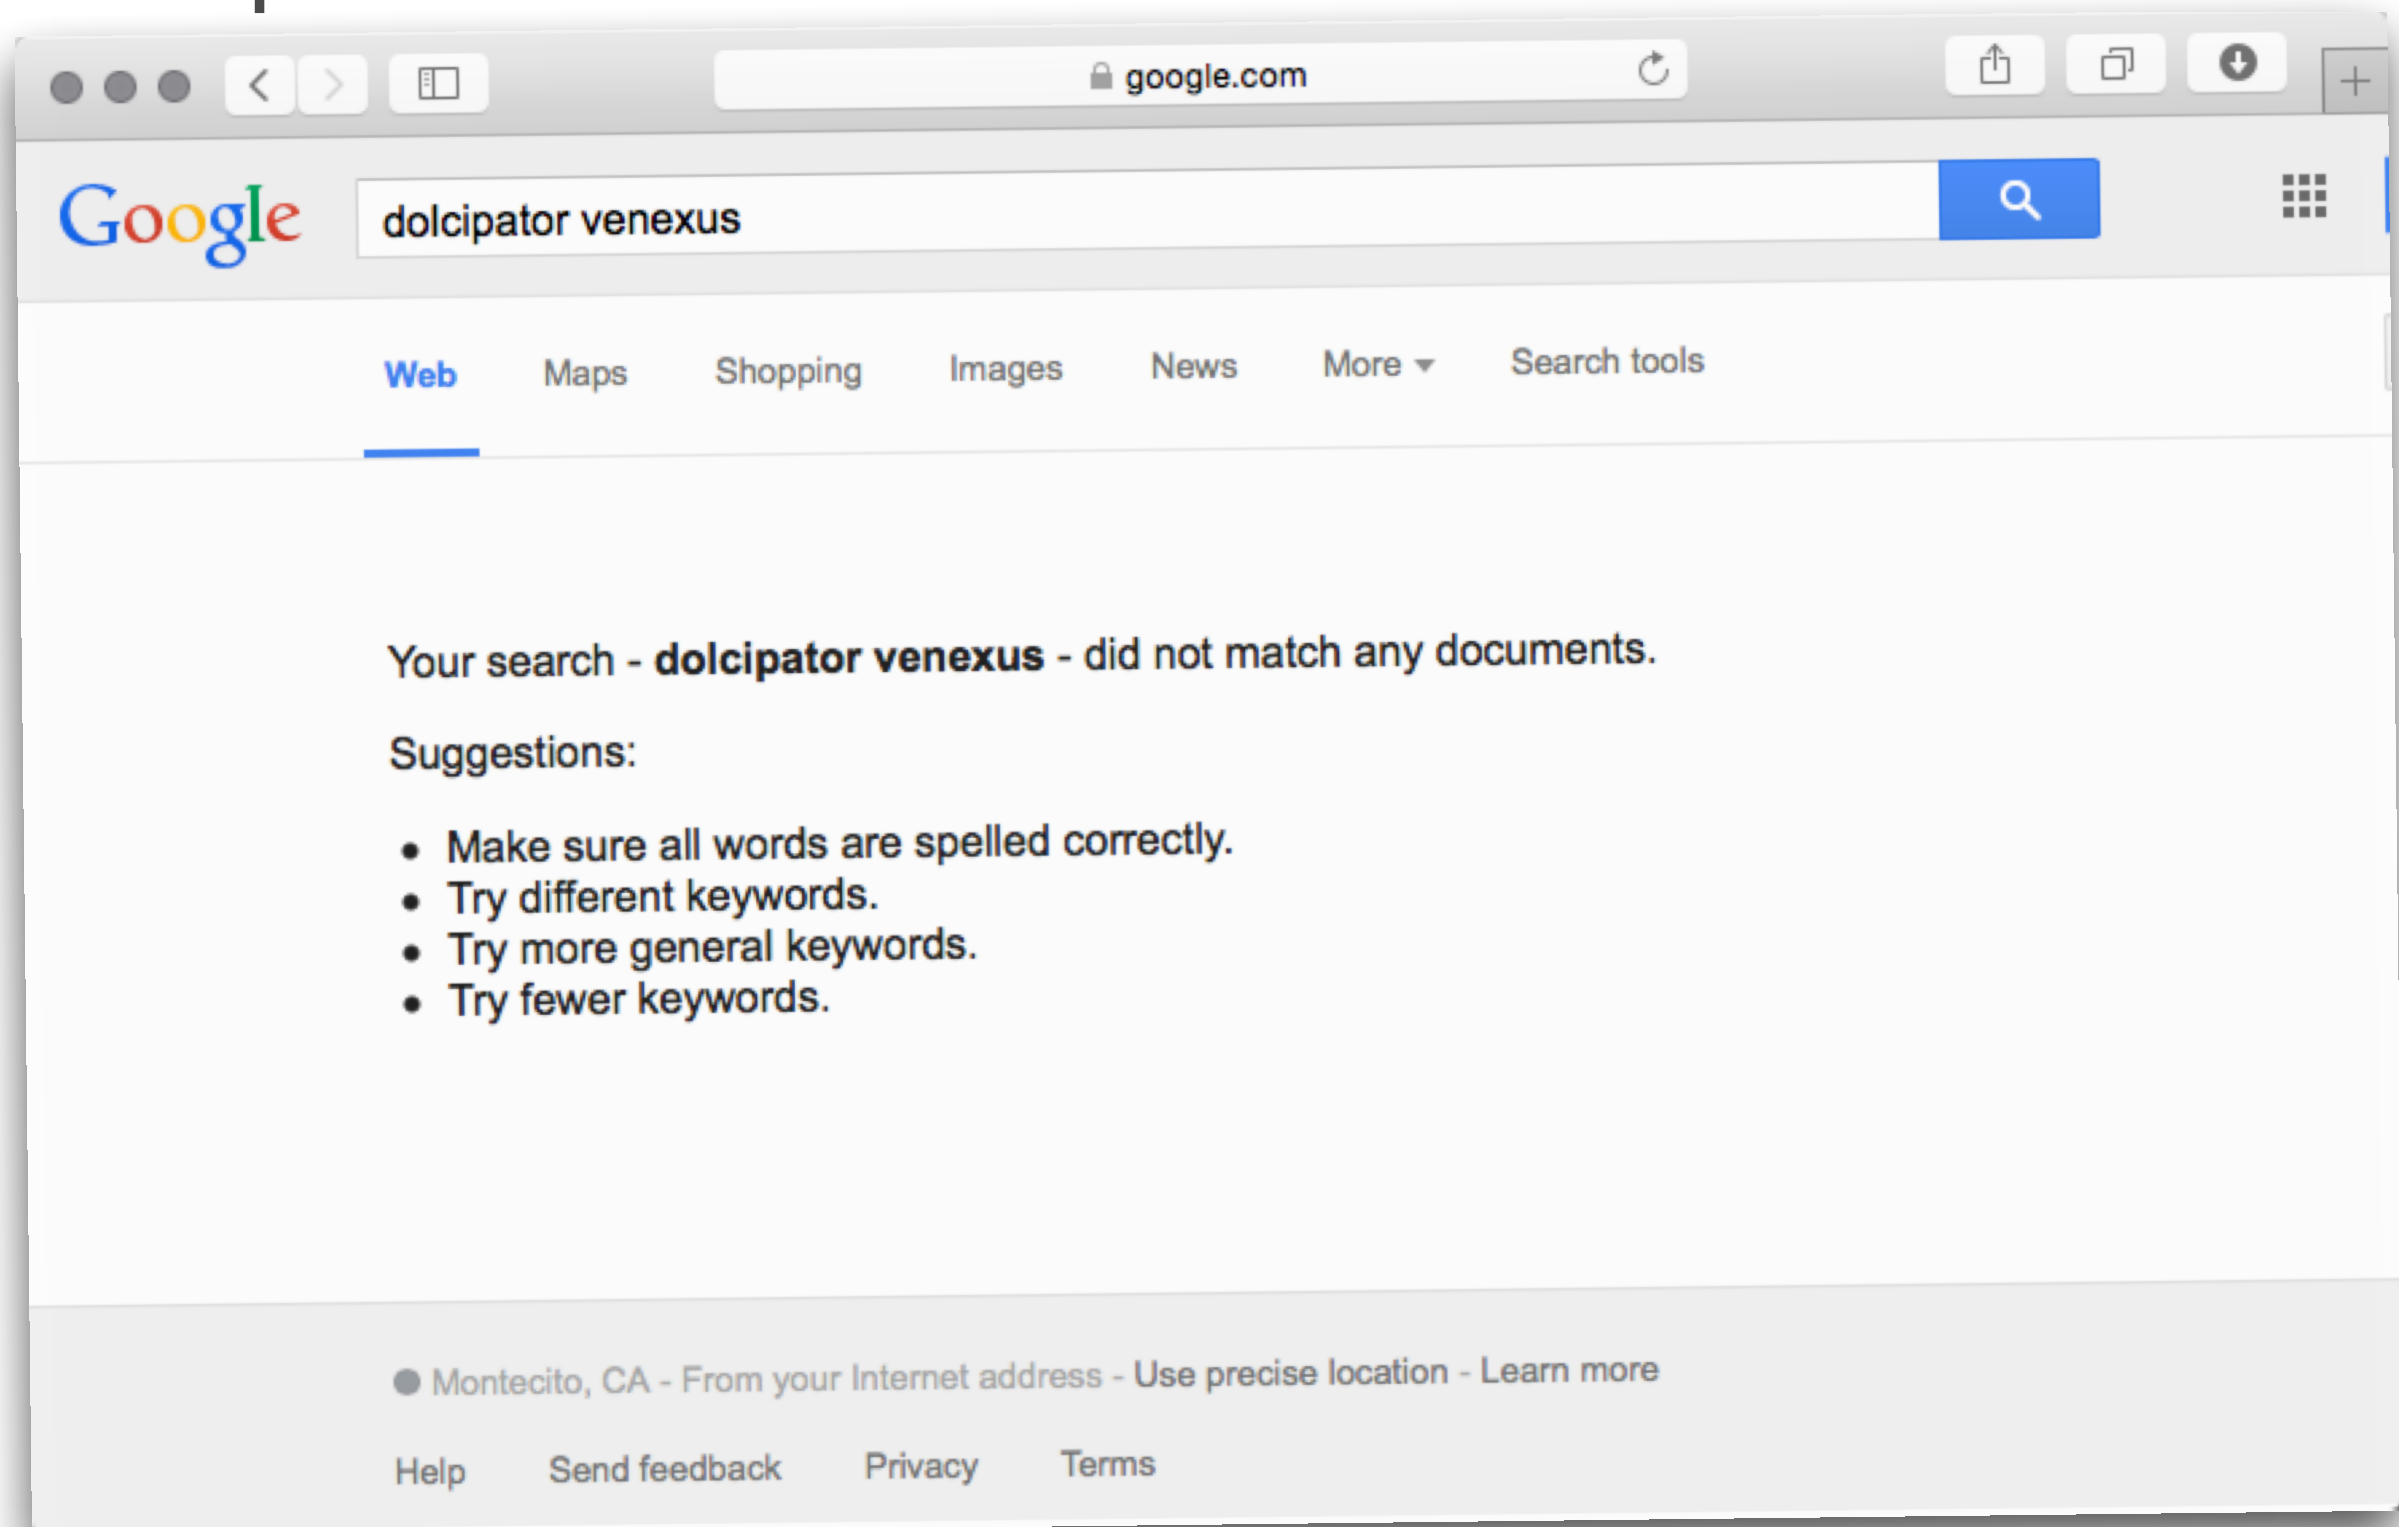 google.com
Google dolcipator venexus
Web Maps Shopping Images News More Search tools
Your search - dolcipator venexus - did not match any documents.
Suggestions:
• Make sure all words are spelled correctly.
• Try different keywords.
• Try more general keywords.
• Try fewer keywords.
Montecito, CA - From your Internet address - Use precise location - Learn more
Help Send feedback Privacy Terms